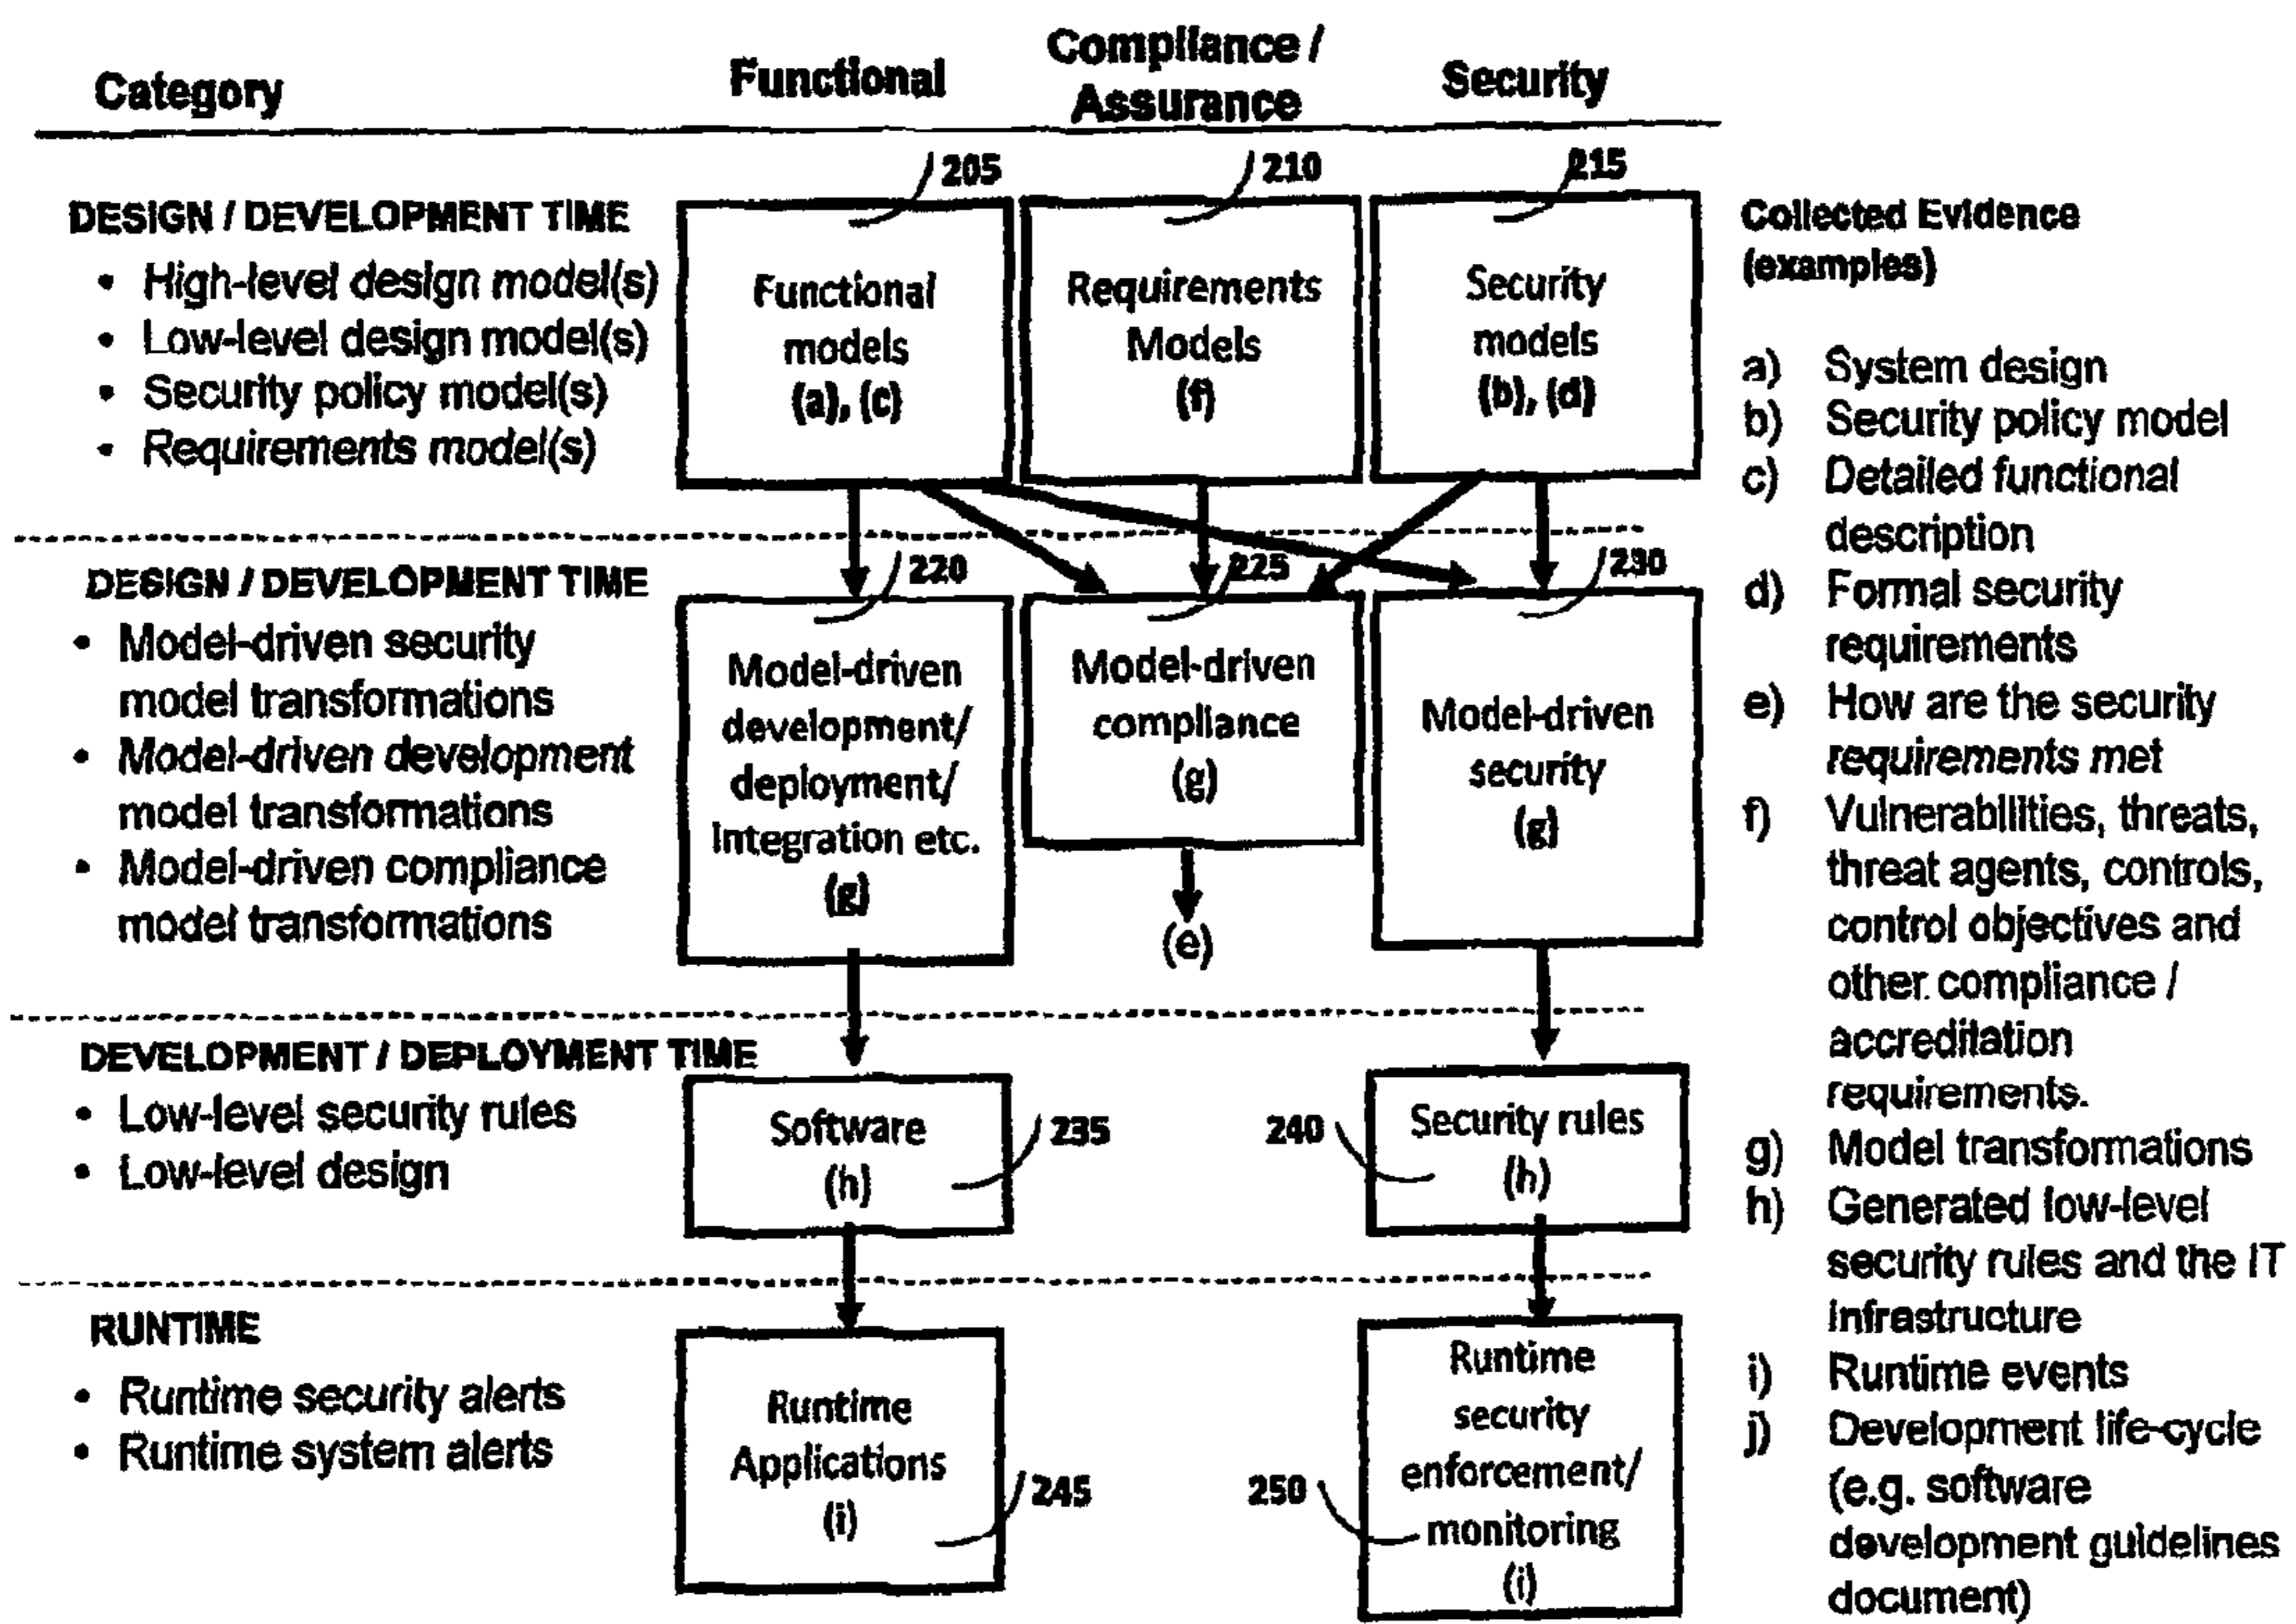 Category
Functional
Compliance /
Assurance
Security
205
210
215
DESIGN / DEVELOPMENT TIME
• High-level design model(s)
• Low-level design model(s)
• Security policy model(s)
• Requirements model(s)
Functional
models
(a), (c)
Requirements
Models
(f)
Security
models
(b), (d)
DESIGN / DEVELOPMENT TIME
• Model-driven security
model transformations
• Model-driven development
model transformations
• Model-driven compliance
model transformations
220
225
230
Model-driven
development/
deployment/
Integration etc.
(g)
Model-driven
compliance
(g)
(e)
Model-driven
security
(g)
DEVELOPMENT / DEPLOYMENT TIME
• Low-level security rules
• Low-level design
Software
(h)
235
240
Security rules
(h)
RUNTIME
• Runtime security alerts
• Runtime system alerts
Runtime
Applications
(i)
245
250
Runtime
security
enforcement/
monitoring
(i)
Collected Evidence
(examples)
a) System design
b) Security policy model
c) Detailed functional
description
d) Formal security
requirements
e) How are the security
requirements met
f) Vulnerabilities, threats,
threat agents, controls,
control objectives and
other compliance /
accreditation
requirements.
g) Model transformations
h) Generated low-level
security rules and the IT
infrastructure
i) Runtime events
j) Development life-cycle
(e.g. software
development guidelines
document)